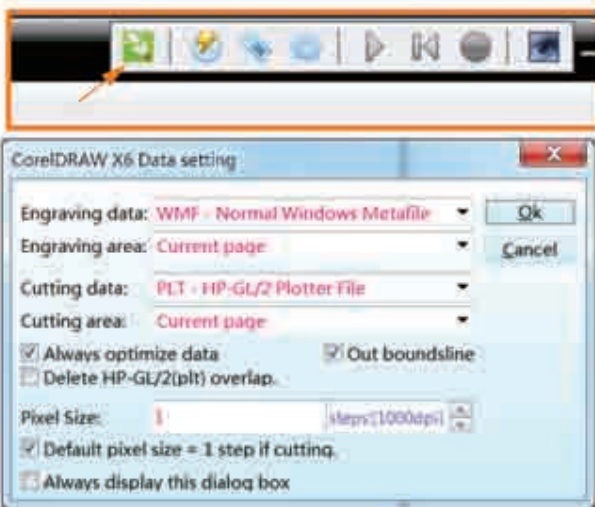 CorelDRAW X6 Data setting
Engraving data: WMF - Normal Windows Metafile
Ok
Engraving area: Current page
Cancel
Cutting data: PLT - HP-GL/2 Plotter File
Cutting area: Current page
Always optimize data Out boundsline
Delete HP-GL/2(plt) overlap.
Pixel Size: 1 steps(1000dpi)
Default pixel size = 1 step if cutting.
Always display this dialog box